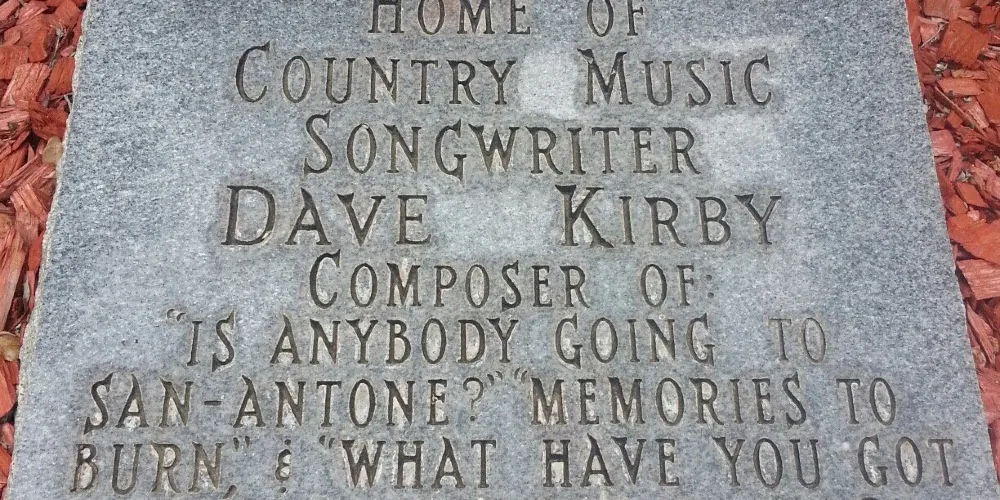 HOME OF
COUNTRY MUSIC
SONGWRITER
DAVE KIRBY
COMPOSER OF:
"IS ANYBODY GOING TO
SAN-ANTONE?" "MEMORIES TO
BURN," & "WHAT HAVE YOU GOT